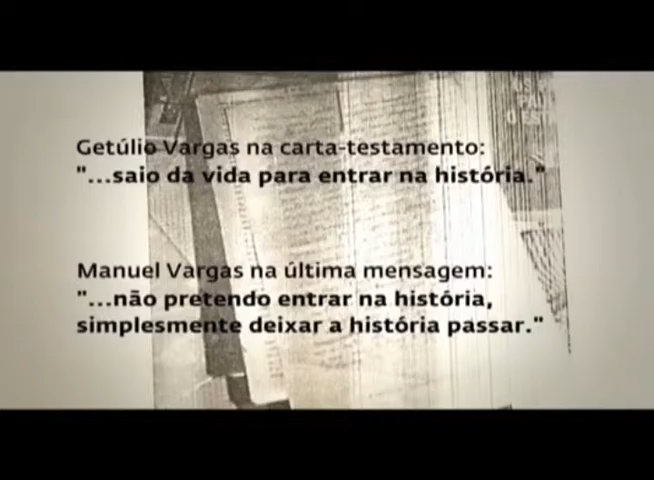 Getúlio Vargas na carta-testamento:
"...saio da vida para entrar na história."
Manuel Vargas na última mensagem:
"...não pretendo entrar na história,
simplesmente deixar a história passar."